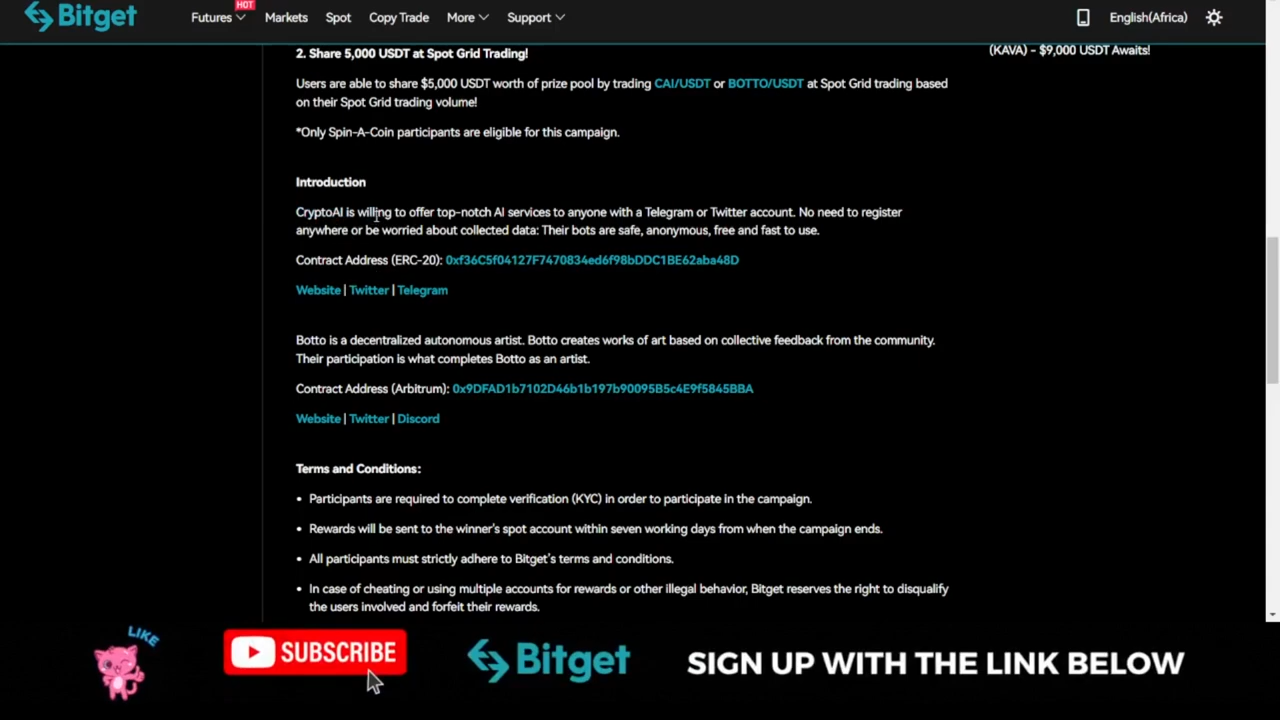 Bitget
Futures
HOT
Markets
Spot
Copy Trade
More
Support
English(Africa)
2. Share 5,000 USDT at Spot Grid Trading!
(KAVA) - $9,000 USDT Awaits!
Users are able to share $5,000 USDT worth of prize pool by trading CAI/USDT or BOTTO/USDT at Spot Grid trading based
on their Spot Grid trading volume!
*Only Spin-A-Coin participants are eligible for this campaign.
Introduction
CryptoAI is willing to offer top-notch AI services to anyone with a Telegram or Twitter account. No need to register
anywhere or be worried about collected data: Their bots are safe, anonymous, free and fast to use.
Contract Address (ERC-20): 0xf36C5f04127F7470834ed6f98bDDC1BE62aba48D
Website | Twitter | Telegram
Botto is a decentralized autonomous artist. Botto creates works of art based on collective feedback from the community.
Their participation is what completes Botto as an artist.
Contract Address (Arbitrum): 0x9DFAD1b7102D46b1b197b90095B5c4E9f5845BBA
Website | Twitter | Discord
Terms and Conditions:
• Participants are required to complete verification (KYC) in order to participate in the campaign.
• Rewards will be sent to the winner's spot account within seven working days from when the campaign ends.
• All participants must strictly adhere to Bitget's terms and conditions.
• In case of cheating or using multiple accounts for rewards or other illegal behavior, Bitget reserves the right to disqualify
the users involved and forfeit their rewards.
LIKE
SUBSCRIBE
Bitget
SIGN UP WITH THE LINK BELOW